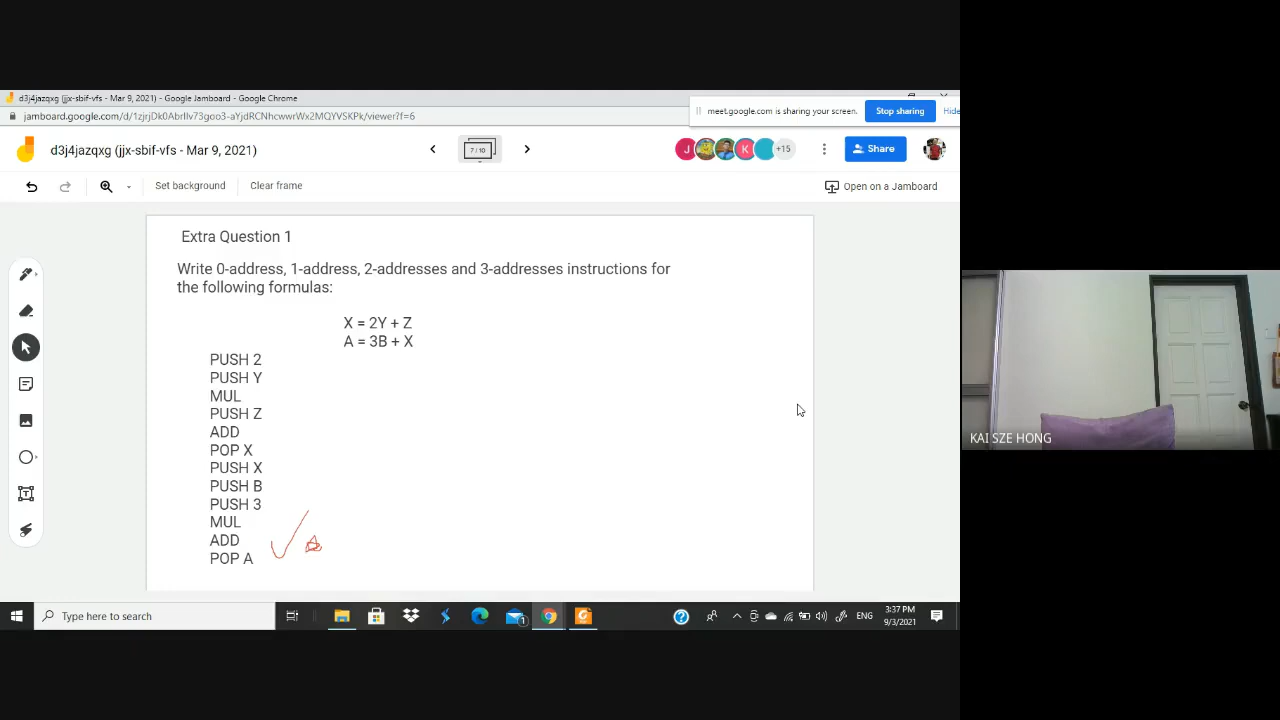 d3j4jazqxg (jjx-sbif-vfs - Mar 9, 2021) - Google Jamboard - Google Chrome
meet.google.com is sharing your screen.
Stop sharing
Hide
d3j4jazqxg (jjx-sbif-vfs - Mar 9, 2021)
7 / 10
J
K
+15
Share
Set background
Clear frame
Open on a Jamboard
Extra Question 1
Write 0-address, 1-address, 2-addresses and 3-addresses instructions for
the following formulas:
X = 2Y + Z
A = 3B + X
PUSH 2
PUSH Y
MUL
PUSH Z
ADD
POP X
PUSH X
PUSH B
PUSH 3
MUL
ADD
POP A
KAI SZE HONG
Type here to search
1
ENG
3:37 PM
9/3/2021